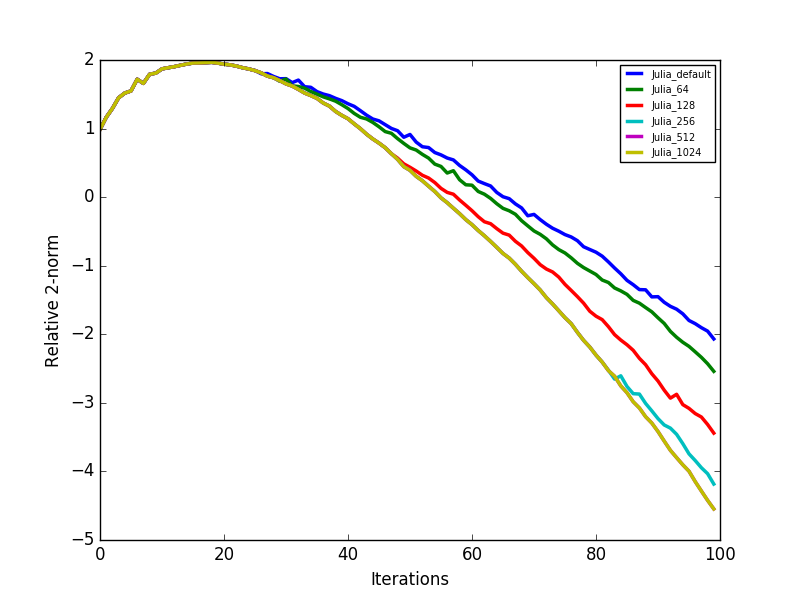 2
1
0
−1
−2
−3
−4
−5
Relative 2-norm
0
20
40
60
80
100
Iterations
Julia_default
Julia_64
Julia_128
Julia_256
Julia_512
Julia_1024